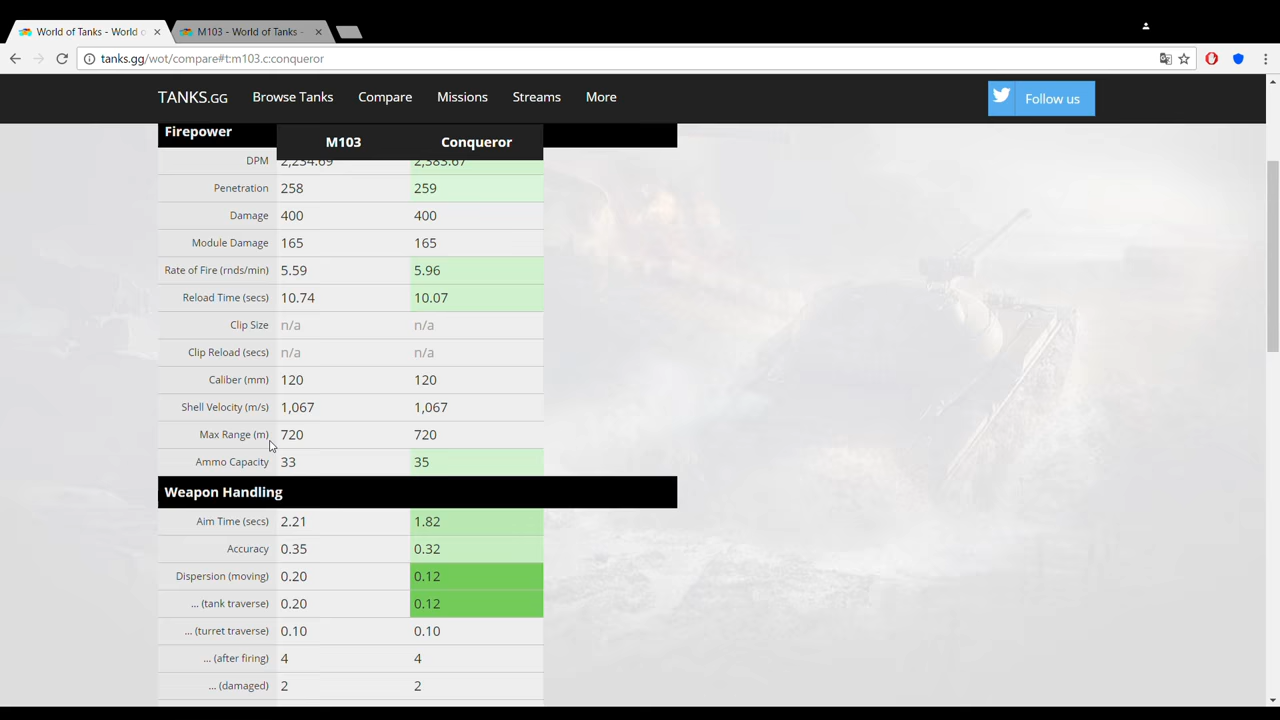 World of Tanks - World o
M103 - World of Tanks -
tanks.gg/wot/compare#t:m103.c:conqueror
TANKS.GG Browse Tanks Compare Missions Streams More Follow us
Firepower M103 Conqueror
DPM 2,234.69 2,383.67
Penetration 258 259
Damage 400 400
Module Damage 165 165
Rate of Fire (rnds/min) 5.59 5.96
Reload Time (secs) 10.74 10.07
Clip Size n/a n/a
Clip Reload (secs) n/a n/a
Caliber (mm) 120 120
Shell Velocity (m/s) 1,067 1,067
Max Range (m) 720 720
Ammo Capacity 33 35
Weapon Handling
Aim Time (secs) 2.21 1.82
Accuracy 0.35 0.32
Dispersion (moving) 0.20 0.12
... (tank traverse) 0.20 0.12
... (turret traverse) 0.10 0.10
... (after firing) 4 4
... (damaged) 2 2